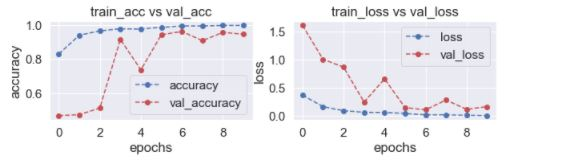 train_acc vs val_acc
1.0
0.8
0.6
accuracy
accuracy
val_accuracy
0 2 4 6 8
epochs
train_loss vs val_loss
1.5
1.0
0.5
0.0
loss
loss
val_loss
0 2 4 6 8
epochs